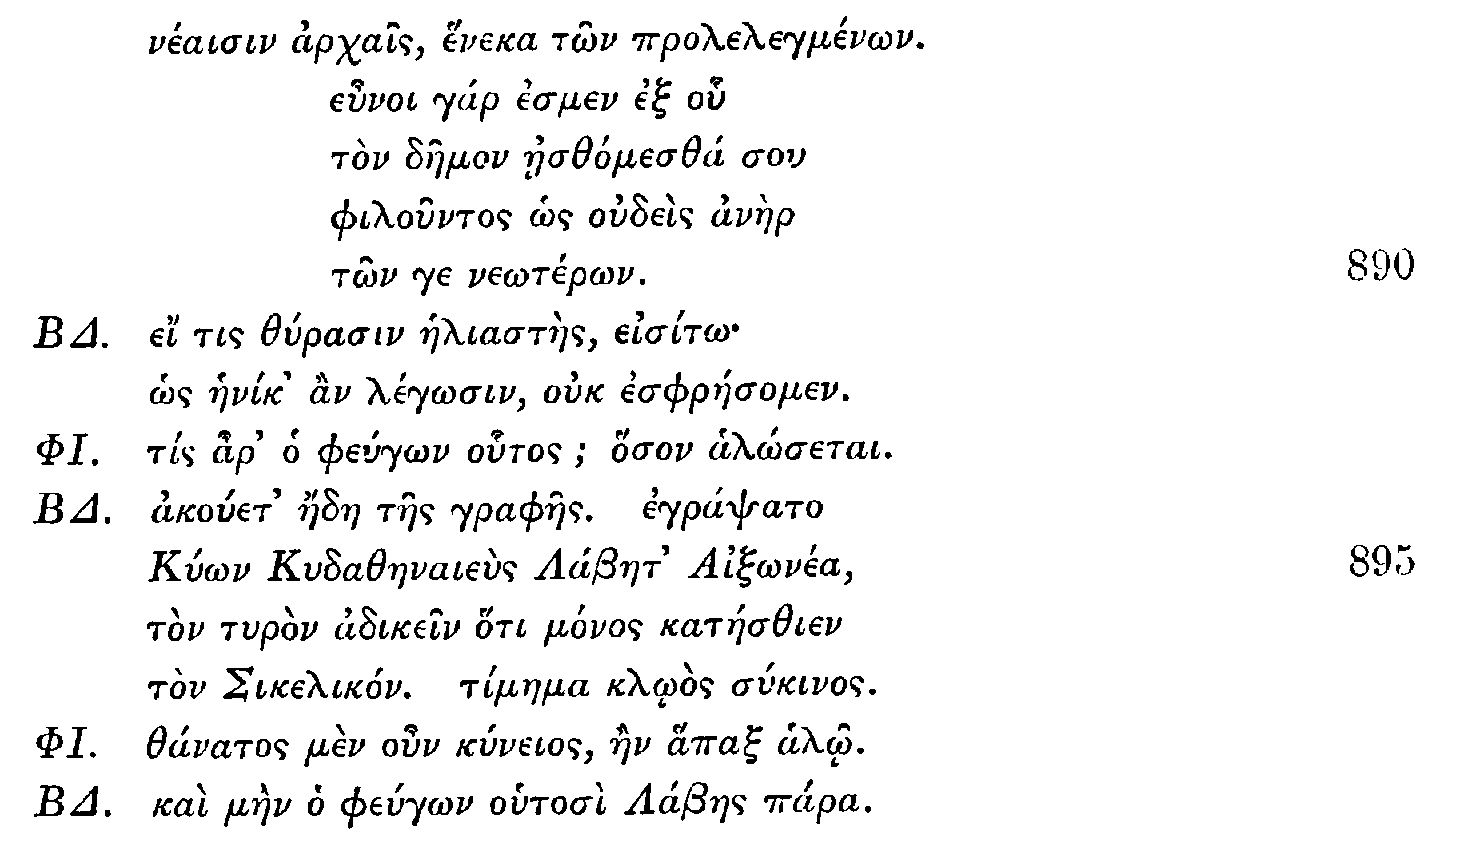 νέαισιν ἀρχαῖς, ἕνεκα τῶν προλελεγμένων.
εὖνοι γάρ ἐσμεν ἐξ οὗ
τὸν δῆμον ᾐσθόμεσθά σου
φιλοῦντος ὡς οὐδεὶς ἀνὴρ
τῶν γε νεωτέρων. 890
ΒΔ. εἴ τις θύρασιν ἡλιαστὴς, εἰσίτω·
ὡς ἡνίκ’ ἂν λέγωσιν, οὐκ ἐσφρήσομεν.
ΦΙ. τίς ἆρ’ ὁ φεύγων οὗτος ; ὅσον ἁλώσεται.
ΒΔ. ἀκούετ’ ἤδη τῆς γραφῆς. ἐγράψατο
Κύων Κυδαθηναιεὺς Λάβητ’ Αἰξωνέα, 895
τὸν τυρὸν ἀδικεῖν ὅτι μόνος κατήσθιεν
τὸν Σικελικόν. τίμημα κλῳὸς σύκινος.
ΦΙ. θάνατος μὲν οὖν κύνειος, ἢν ἅπαξ ἁλῷ.
ΒΔ. καὶ μὴν ὁ φεύγων οὑτοσὶ Λάβης πάρα.